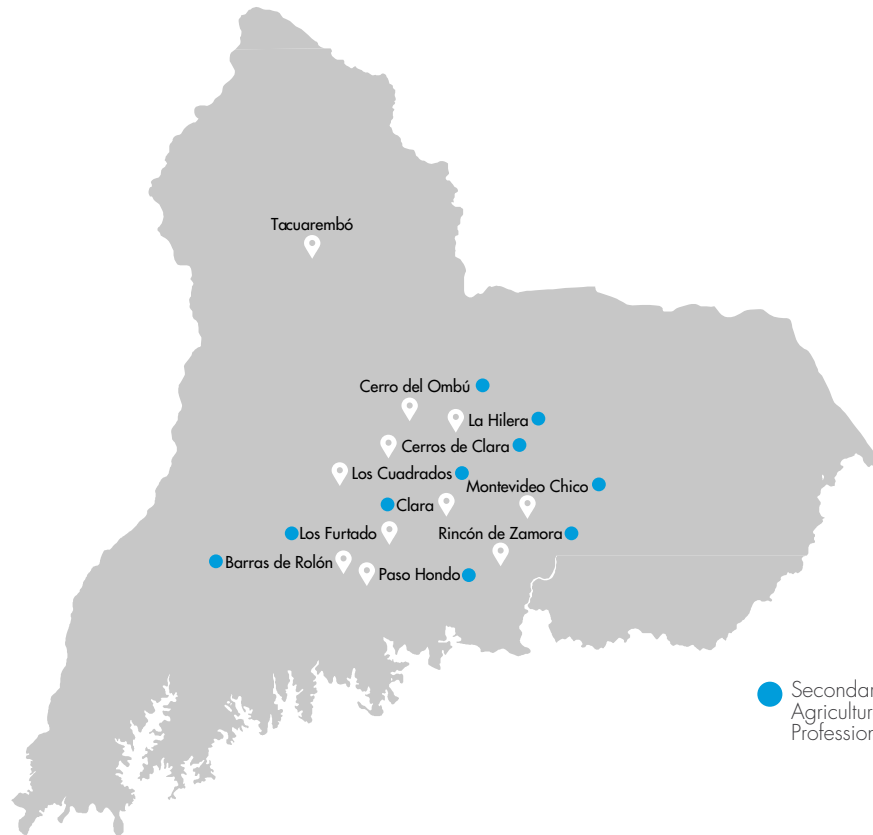 Tacuarembó
Cerro del Ombú
La Hilera
Cerros de Clara
Los Cuadrados
Montevideo Chico
Clara
Los Furtado
Rincón de Zamora
Barras de Rolón
Paso Hondo